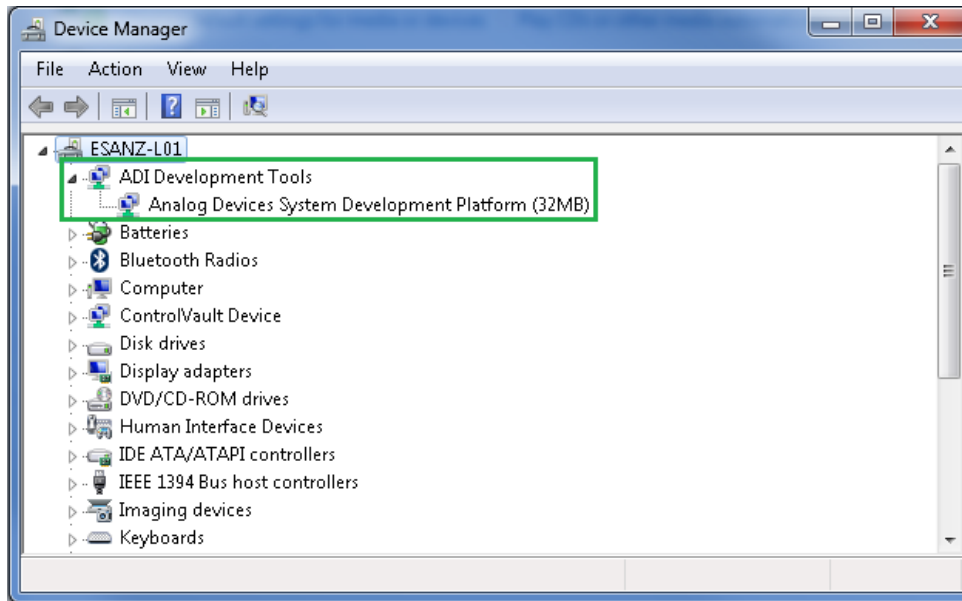 Device Manager
File Action View Help
ESANZ-L01
ADI Development Tools
Analog Devices System Development Platform (32MB)
Batteries
Bluetooth Radios
Computer
ControlVault Device
Disk drives
Display adapters
DVD/CD-ROM drives
Human Interface Devices
IDE ATA/ATAPI controllers
IEEE 1394 Bus host controllers
Imaging devices
Keyboards